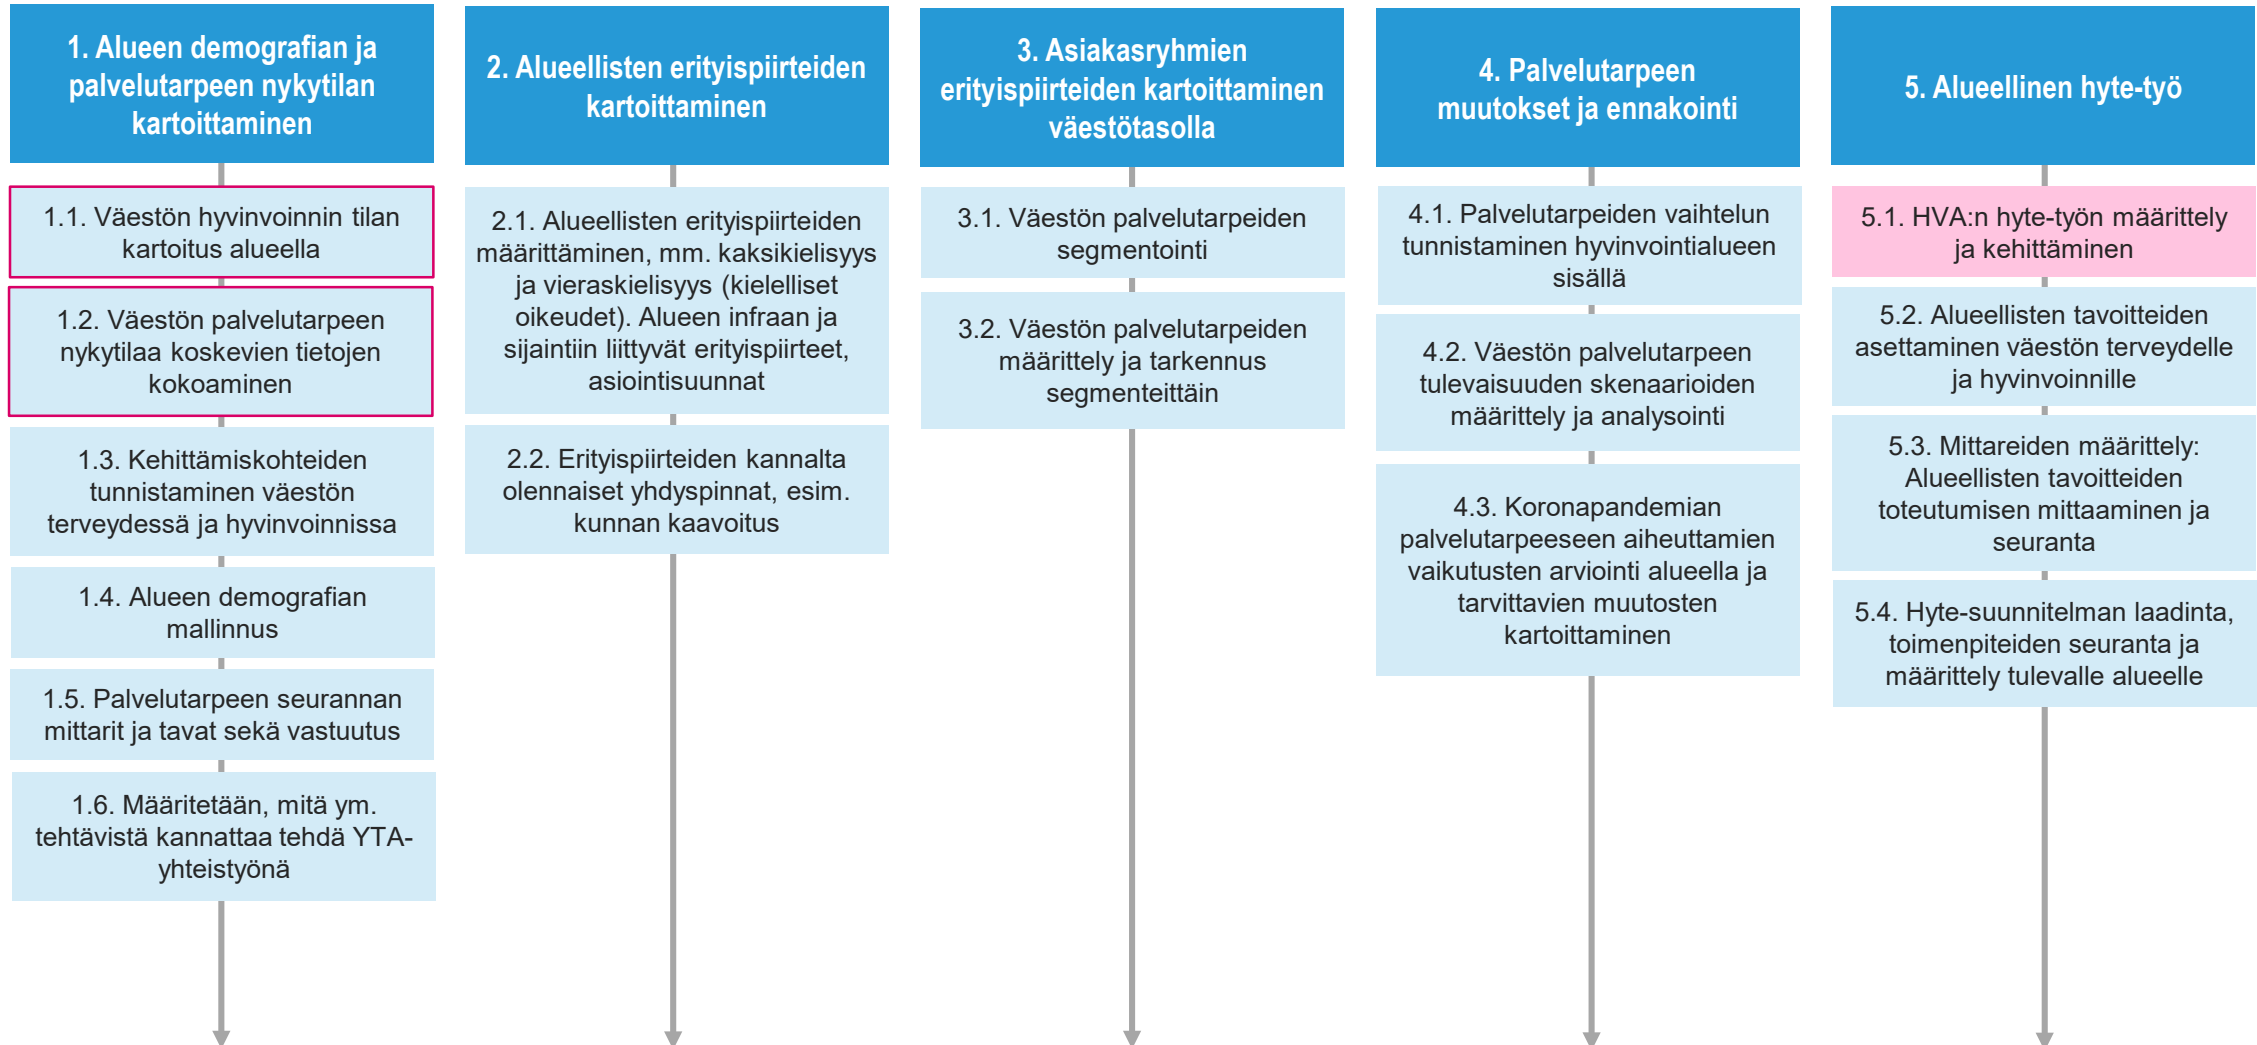 1. Alueen demografian ja
palvelutarpeen nykytilan
kartoittaminen
1.1. Väestön hyvinvoinnin tilan
kartoitus alueella
1.2. Väestön palvelutarpeen
nykytilaa koskevien tietojen
kokoaminen
1.3. Kehittämiskohteiden
tunnistaminen väestön
terveydessä ja hyvinvoinnissa
1.4. Alueen demografian
mallinnus
1.5. Palvelutarpeen seurannan
mittarit ja tavat sekä vastuutus
1.6. Määritetään, mitä ym.
tehtävistä kannattaa tehdä YTA-
yhteistyönä
2. Alueellisten erityispiirteiden
kartoittaminen
2.1. Alueellisten erityispiirteiden
määrittäminen, mm. kaksikielisyys
ja vieraskielisyys (kielelliset
oikeudet). Alueen infraan ja
sijaintiin liittyvät erityispiirteet,
asiointisuunnat
2.2. Erityispiirteiden kannalta
olennaiset yhdyspinnat, esim.
kunnan kaavoitus
3. Asiakasryhmien
erityispiirteiden kartoittaminen
väestötasolla
3.1. Väestön palvelutarpeiden
segmentointi
3.2. Väestön palvelutarpeiden
määrittely ja tarkennus
segmenteittäin
4. Palvelutarpeen
muutokset ja ennakointi
4.1. Palvelutarpeiden vaihtelun
tunnistaminen hyvinvointialueen
sisällä
4.2. Väestön palvelutarpeen
tulevaisuuden skenaarioiden
määrittely ja analysointi
4.3. Koronapandemian
palvelutarpeeseen aiheuttamien
vaikutusten arviointi alueella ja
tarvittavien muutosten
kartoittaminen
5. Alueellinen hyte-työ
5.1. HVA:n hyte-työn määrittely
ja kehittäminen
5.2. Alueellisten tavoitteiden
asettaminen väestön terveydelle
ja hyvinvoinnille
5.3. Mittareiden määrittely:
Alueellisten tavoitteiden
toteutumisen mittaaminen ja
seuranta
5.4. Hyte-suunnitelman laadinta,
toimenpiteiden seuranta ja
määrittely tulevalle alueelle